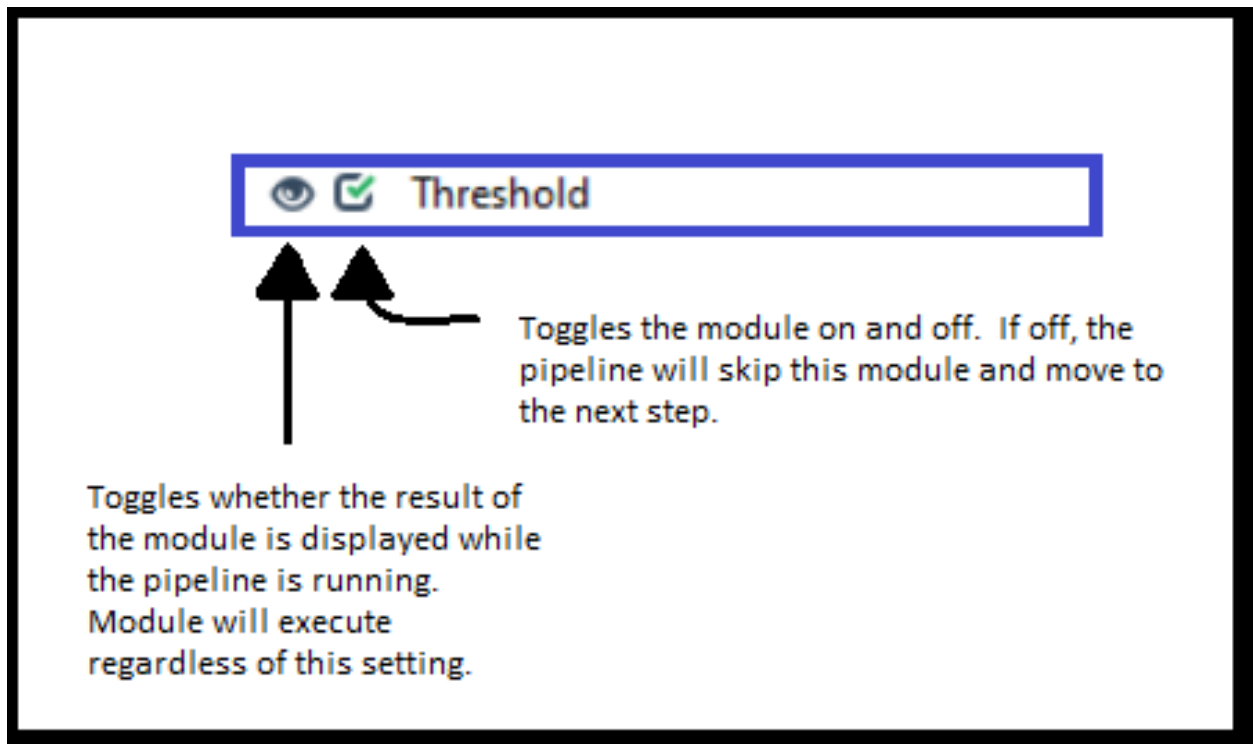 Threshold
Toggles the module on and off.  If off, the
pipeline will skip this module and move to
the next step.
Toggles whether the result of
the module is displayed while
the pipeline is running.
Module will execute
regardless of this setting.